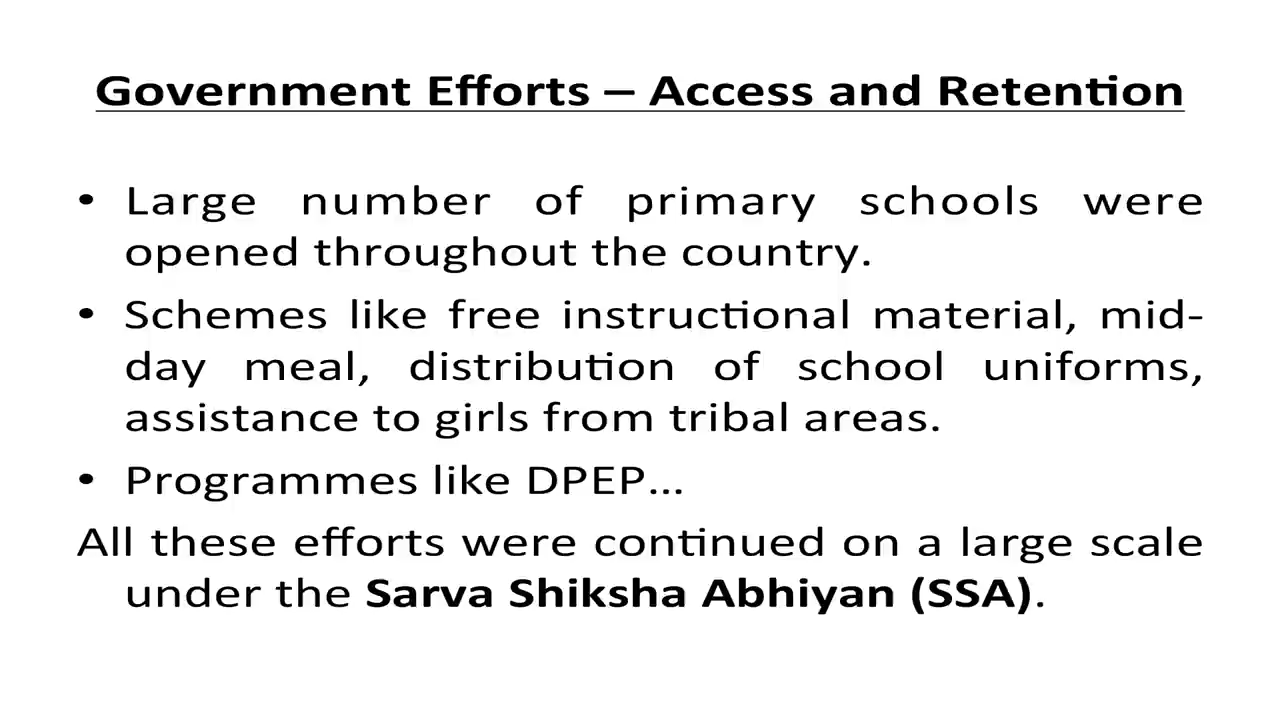 Government Efforts – Access and Retention
• Large number of primary schools were
opened throughout the country.
• Schemes like free instructional material, mid-
day meal, distribution of school uniforms,
assistance to girls from tribal areas.
• Programmes like DPEP...
All these efforts were continued on a large scale
under the Sarva Shiksha Abhiyan (SSA).